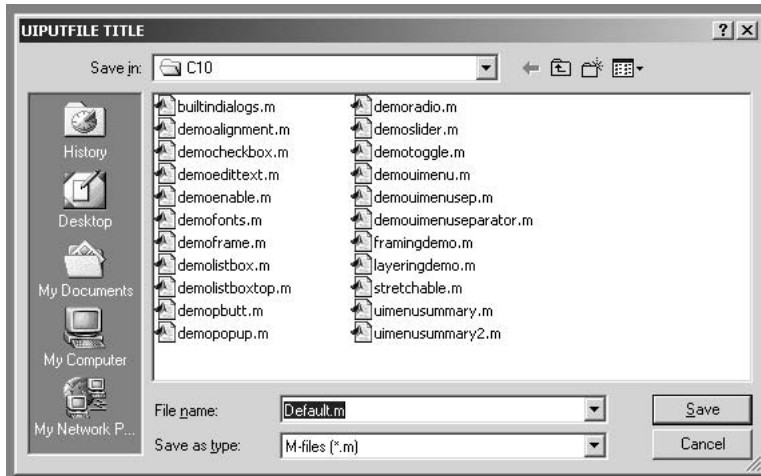 UIPUTFILE TITLE
Save in: C10
History
Desktop
My Documents
My Computer
My Network P...
builtindialogs.m
demoalignment.m
democheckbox.m
demoedittext.m
demoenable.m
demofonts.m
demoframe.m
demolistbox.m
demolistboxtop.m
demopbutt.m
demopopup.m
demoradio.m
demoslider.m
demotoggle.m
demouimenu.m
demouimenusep.m
demouimenuseparator.m
framingdemo.m
layeringdemo.m
stretchable.m
uimenusummary.m
uimenusummary2.m
File name: Default.m Save
Save as type: M-files (*.m) Cancel